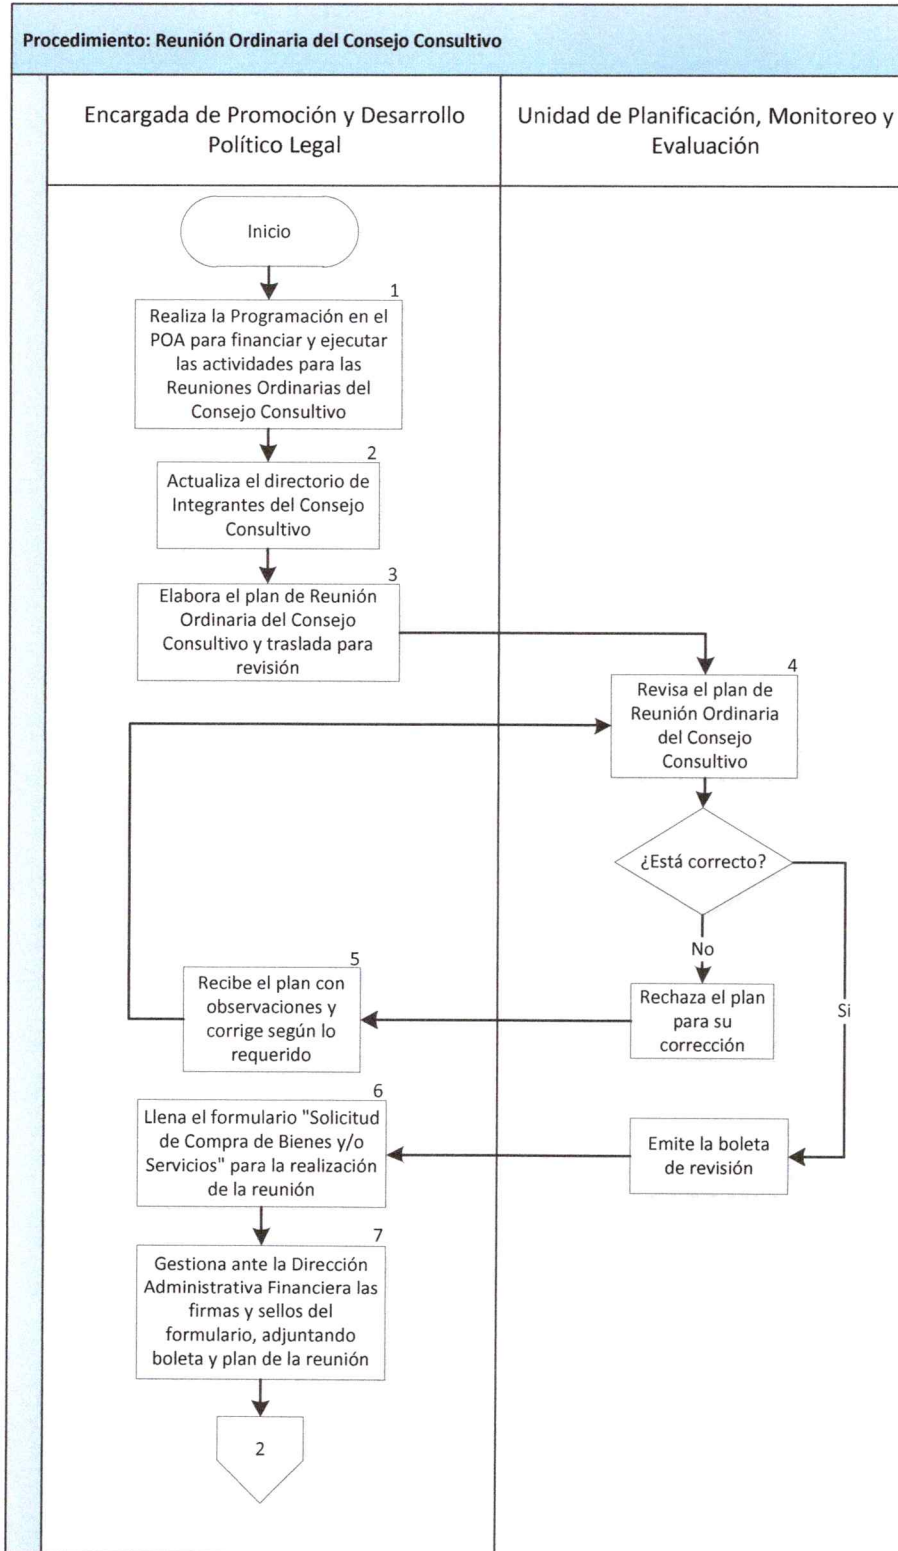 Procedimiento: Reunión Ordinaria del Consejo Consultivo
Encargada de Promoción y Desarrollo
Político Legal
Unidad de Planificación, Monitoreo y
Evaluación
Inicio
1
Realiza la Programación en el
POA para financiar y ejecutar
las actividades para las
Reuniones Ordinarias del
Consejo Consultivo
2
Actualiza el directorio de
Integrantes del Consejo
Consultivo
3
Elabora el plan de Reunión
Ordinaria del Consejo
Consultivo y traslada para
revisión
4
Revisa el plan de
Reunión Ordinaria
del Consejo
Consultivo
¿Está correcto?
No
Si
Rechaza el plan
para su
corrección
5
Recibe el plan con
observaciones y
corrige según lo
requerido
Emite la boleta
de revisión
6
Llena el formulario "Solicitud
de Compra de Bienes y/o
Servicios" para la realización
de la reunión
7
Gestiona ante la Dirección
Administrativa Financiera las
firmas y sellos del
formulario, adjuntando
boleta y plan de la reunión
2